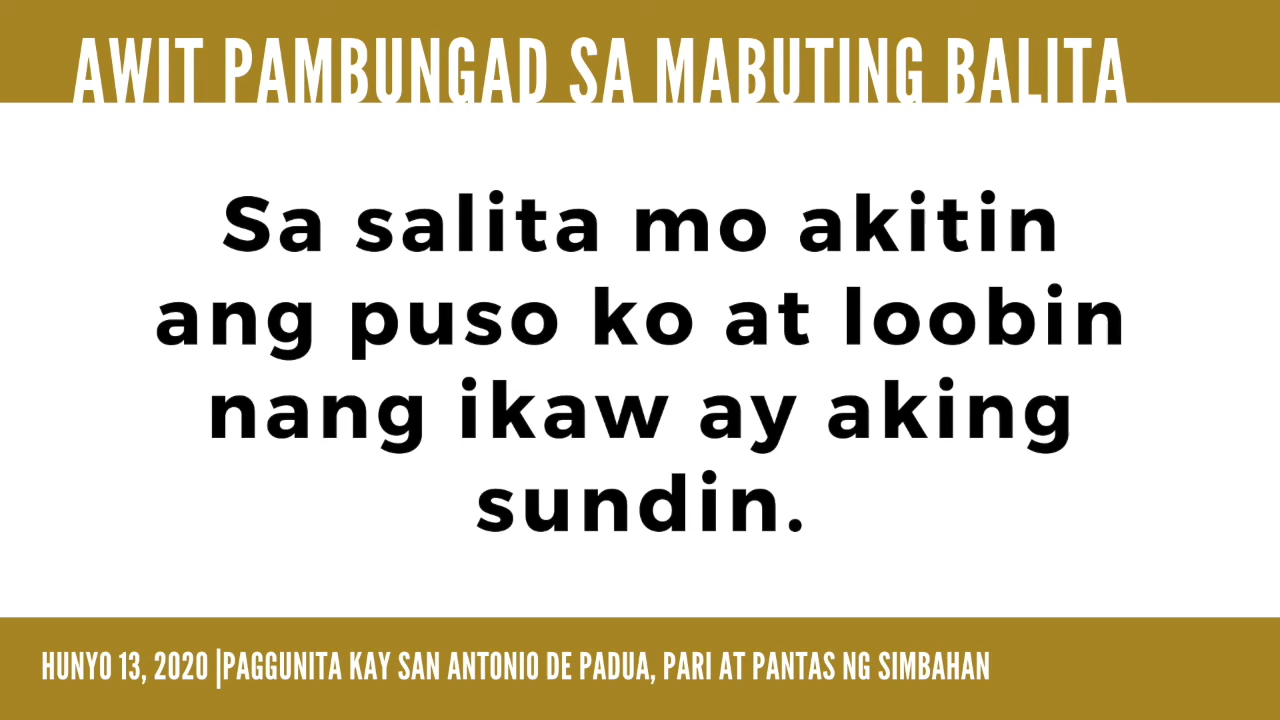 AWIT PAMBUNGAD SA MABUTING BALITA
Sa salita mo akitin
ang puso ko at loobin
nang ikaw ay aking
sundin.
HUNYO 13, 2020 |PAGGUNITA KAY SAN ANTONIO DE PADUA, PARI AT PANTAS NG SIMBAHAN